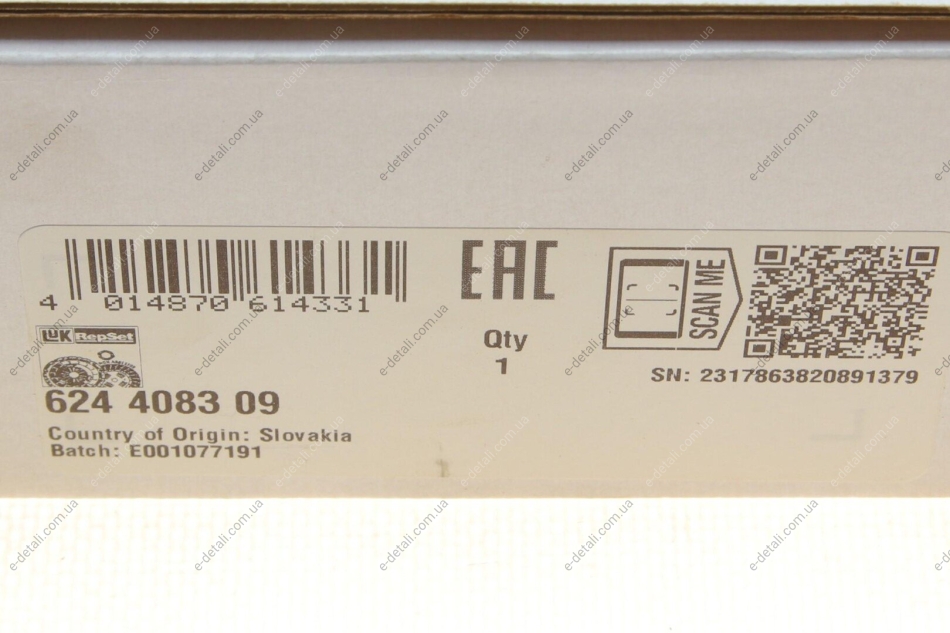 4 014870 614331
EAC
SCAN ME
LuK RepSet
Qty
1
SN: 2317863820891379
624 4083 09
Country of Origin: Slovakia
Batch: E001077191
e-detali.com.ua